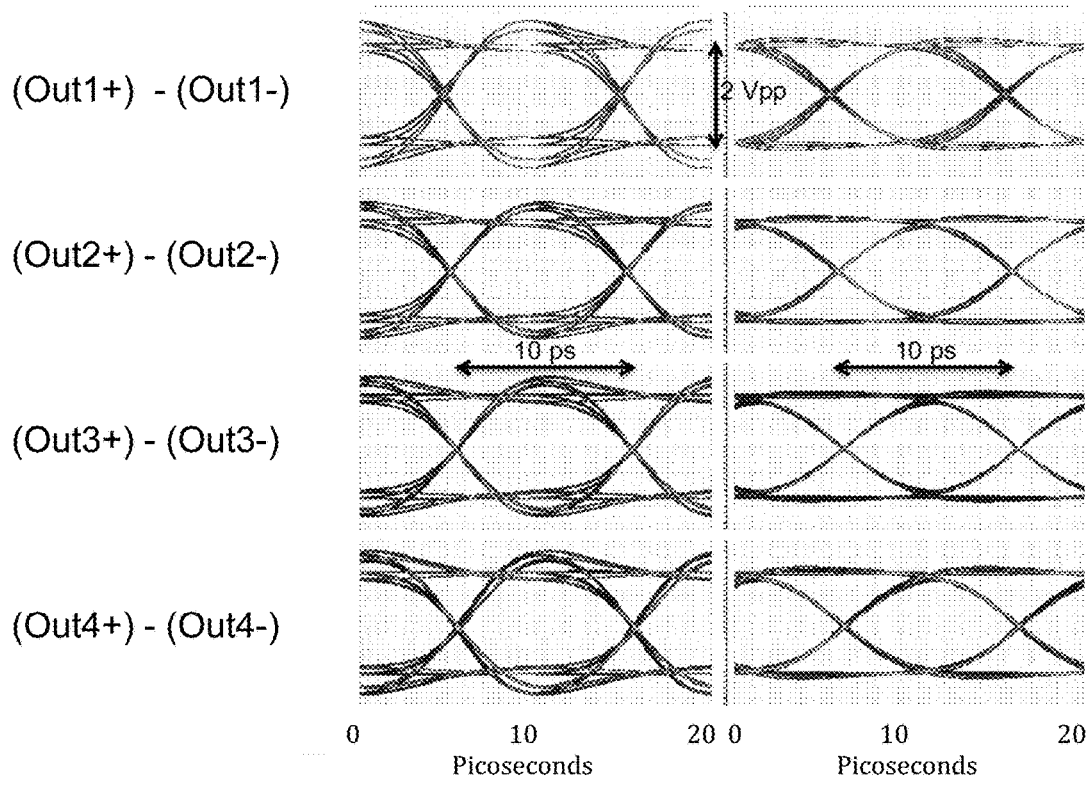 (Out1+) - (Out1-)
2 Vpp
(Out2+) - (Out2-)
10 ps
10 ps
(Out3+) - (Out3-)
(Out4+) - (Out4-)
0 10 20 0 10 20
Picoseconds Picoseconds